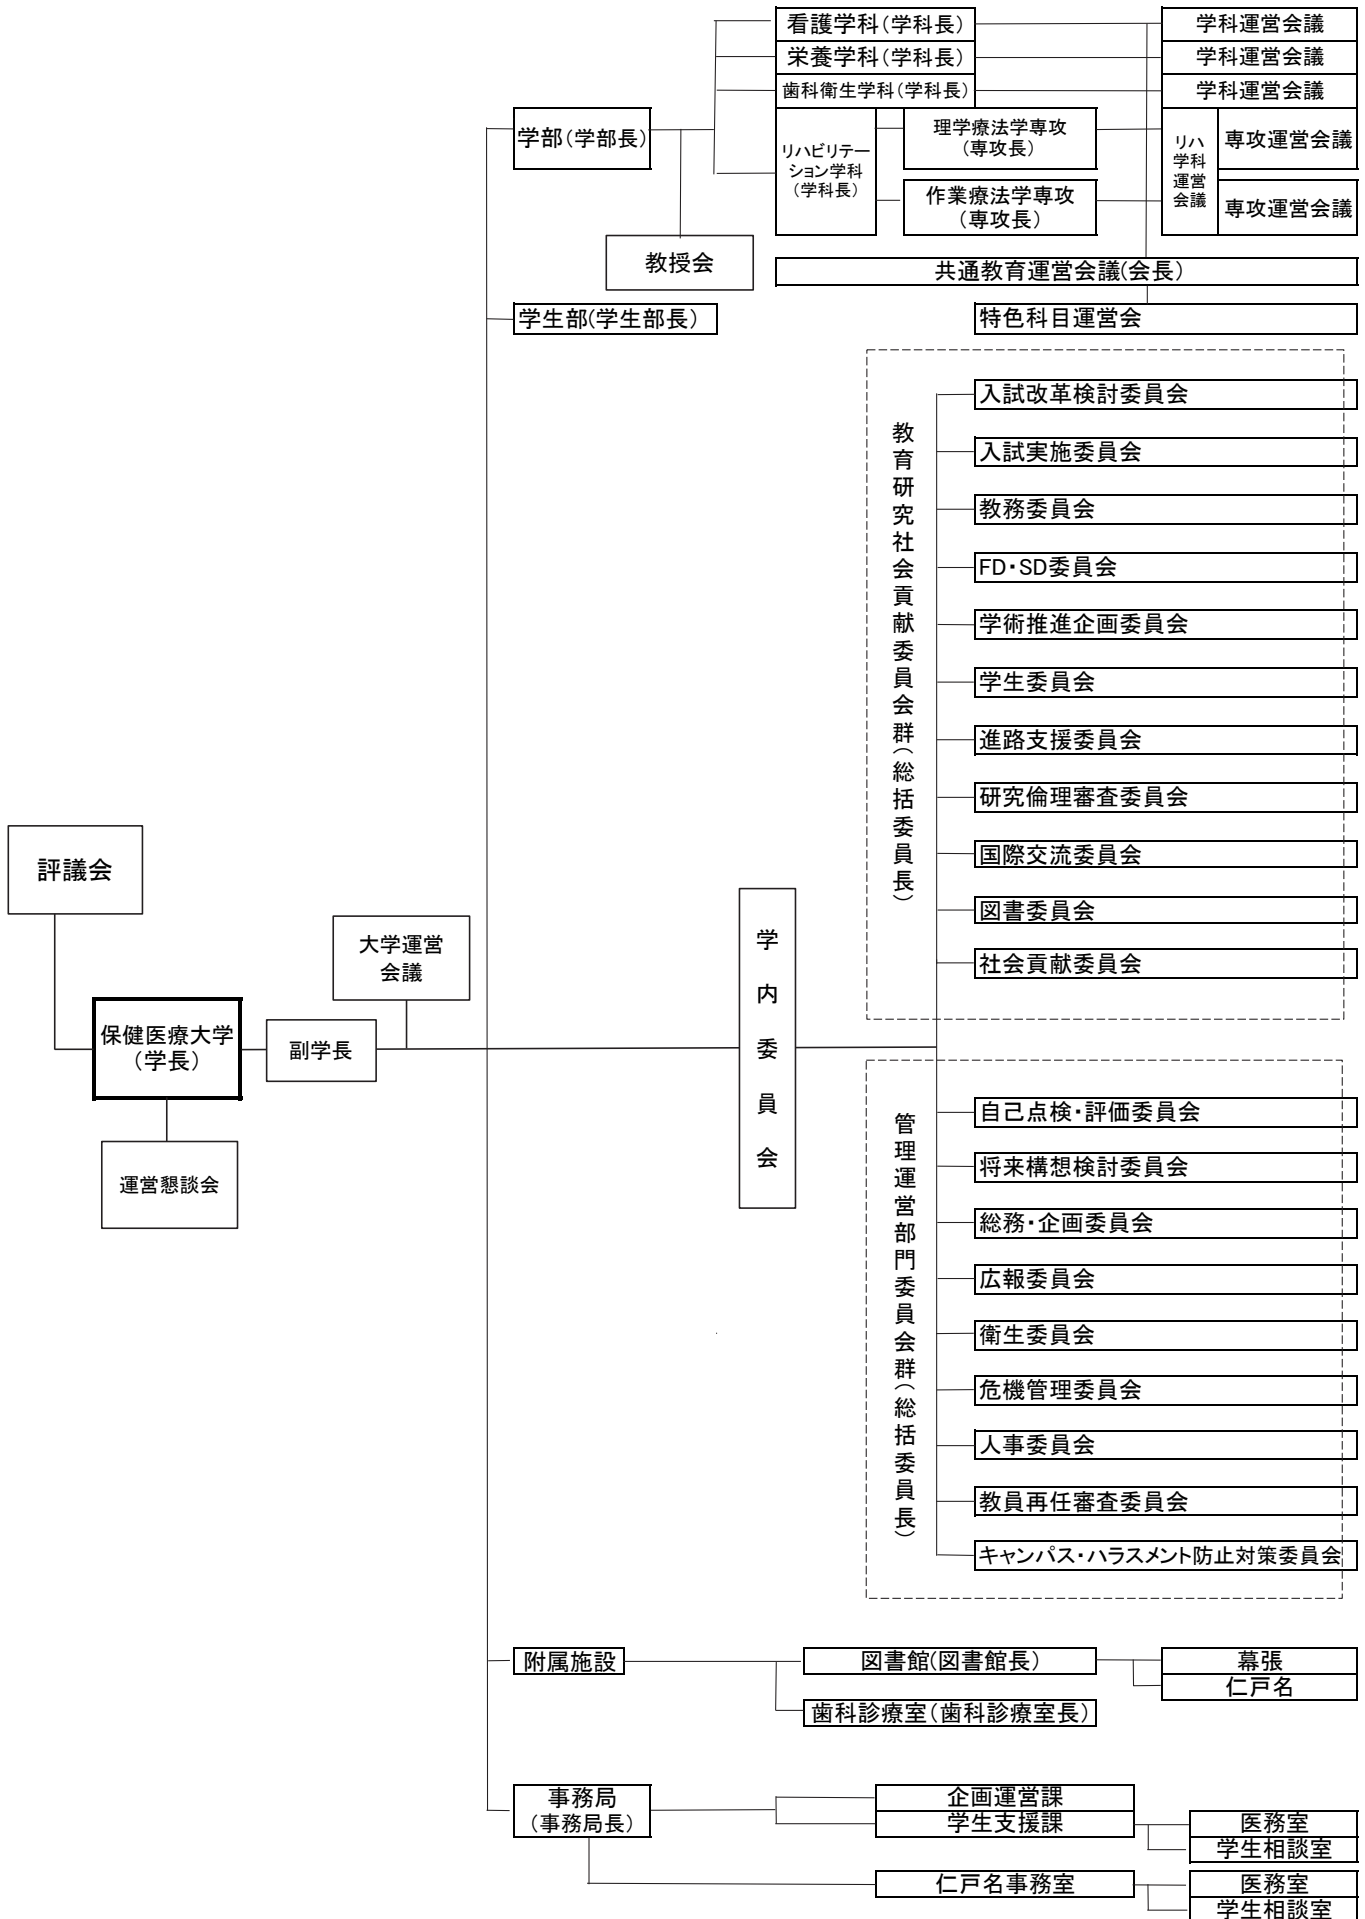 看護学科(学科長)
学科運営会議
栄養学科(学科長)
学科運営会議
歯科衛生学科(学科長)
学科運営会議
学部(学部長)
リハビリテー
ション学科
(学科長)
理学療法学専攻
(専攻長)
作業療法学専攻
(専攻長)
リハ
学科
運営
会議
専攻運営会議
専攻運営会議
教授会
共通教育運営会議(会長)
学生部(学生部長)
特色科目運営会
教育研究社会貢献委員会群(総括委員長)
入試改革検討委員会
入試実施委員会
教務委員会
FD・SD委員会
学術推進企画委員会
学生委員会
進路支援委員会
研究倫理審査委員会
国際交流委員会
図書委員会
社会貢献委員会
評議会
大学運営
会議
保健医療大学
(学長)
副学長
運営懇談会
学内委員会
管理運営部門委員会群(総括委員長)
自己点検・評価委員会
将来構想検討委員会
総務・企画委員会
広報委員会
衛生委員会
危機管理委員会
人事委員会
教員再任審査委員会
キャンパス・ハラスメント防止対策委員会
附属施設
図書館(図書館長)
幕張
仁戸名
歯科診療室(歯科診療室長)
事務局
(事務局長)
企画運営課
学生支援課
医務室
学生相談室
仁戸名事務室
医務室
学生相談室